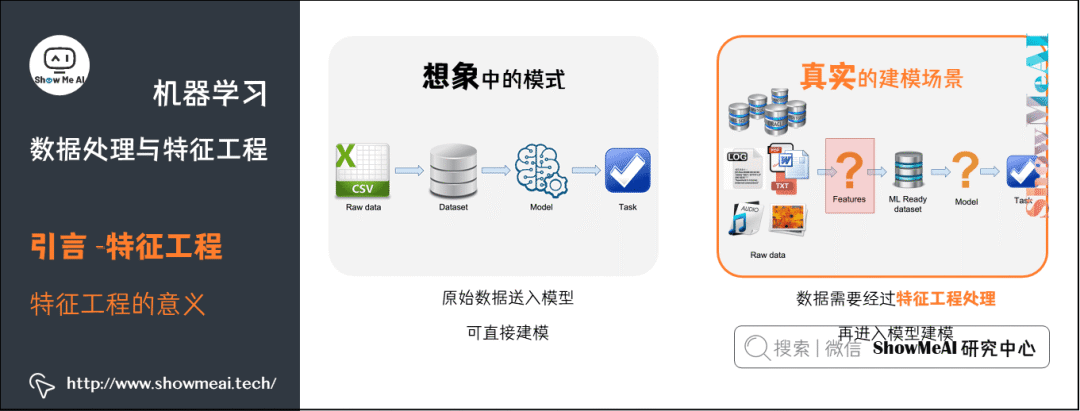 Show Me AI
机器学习
数据处理与特征工程
引言 -特征工程
特征工程的意义
http://www.showmeai.tech/
想象中的模式
X
CSV
Raw data
Dataset
Model
Task
原始数据送入模型
可直接建模
真实的建模场景
LOG
PDF
W
TXT
AUDIO
?
Features
ML Ready
dataset
?
Model
Task
Raw data
数据需要经过特征工程处理
再进入模型建模
搜索 | 微信 ShowMeAI 研究中心
ShowMeAI